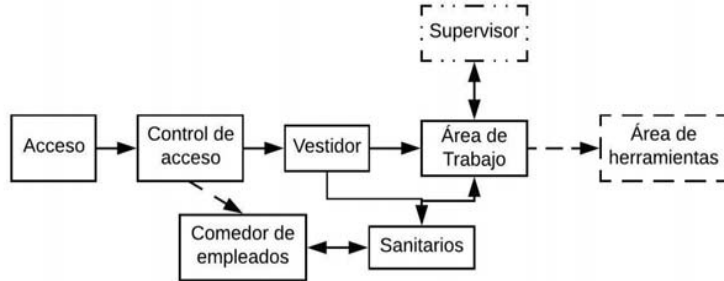 Supervisor
Acceso
Control de
acceso
Vestidor
Área de
Trabajo
Área de
herramientas
Comedor de
empleados
Sanitarios